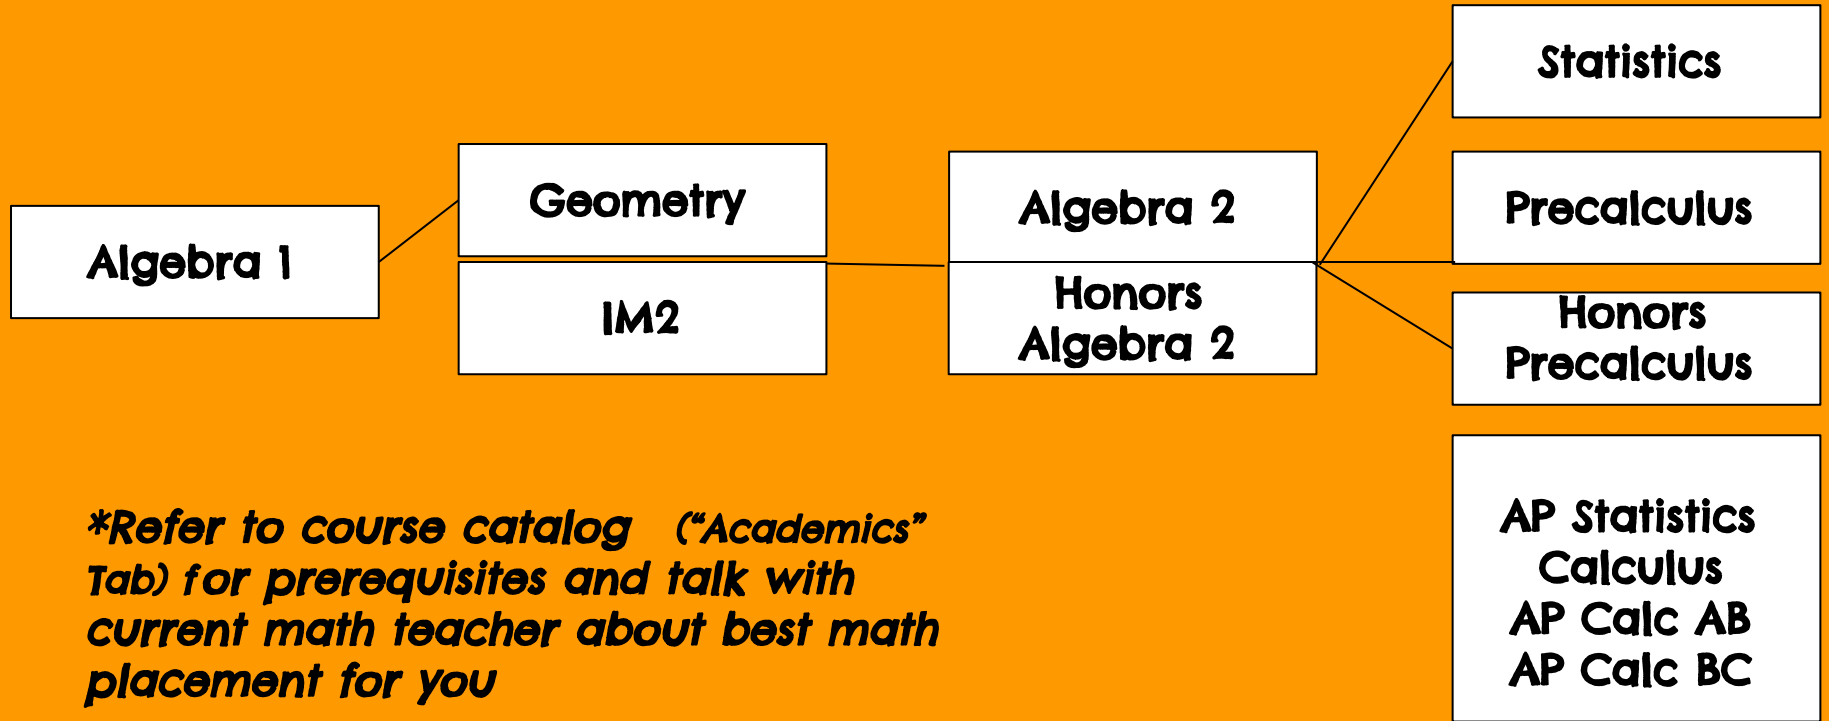 Algebra 1
Geometry
IM2
Algebra 2
Honors
Algebra 2
Statistics
Precalculus
Honors
Precalculus
AP Statistics
Calculus
AP Calc AB
AP Calc BC
*Refer to course catalog (“Academics”
Tab) for prerequisites and talk with
current math teacher about best math
placement for you